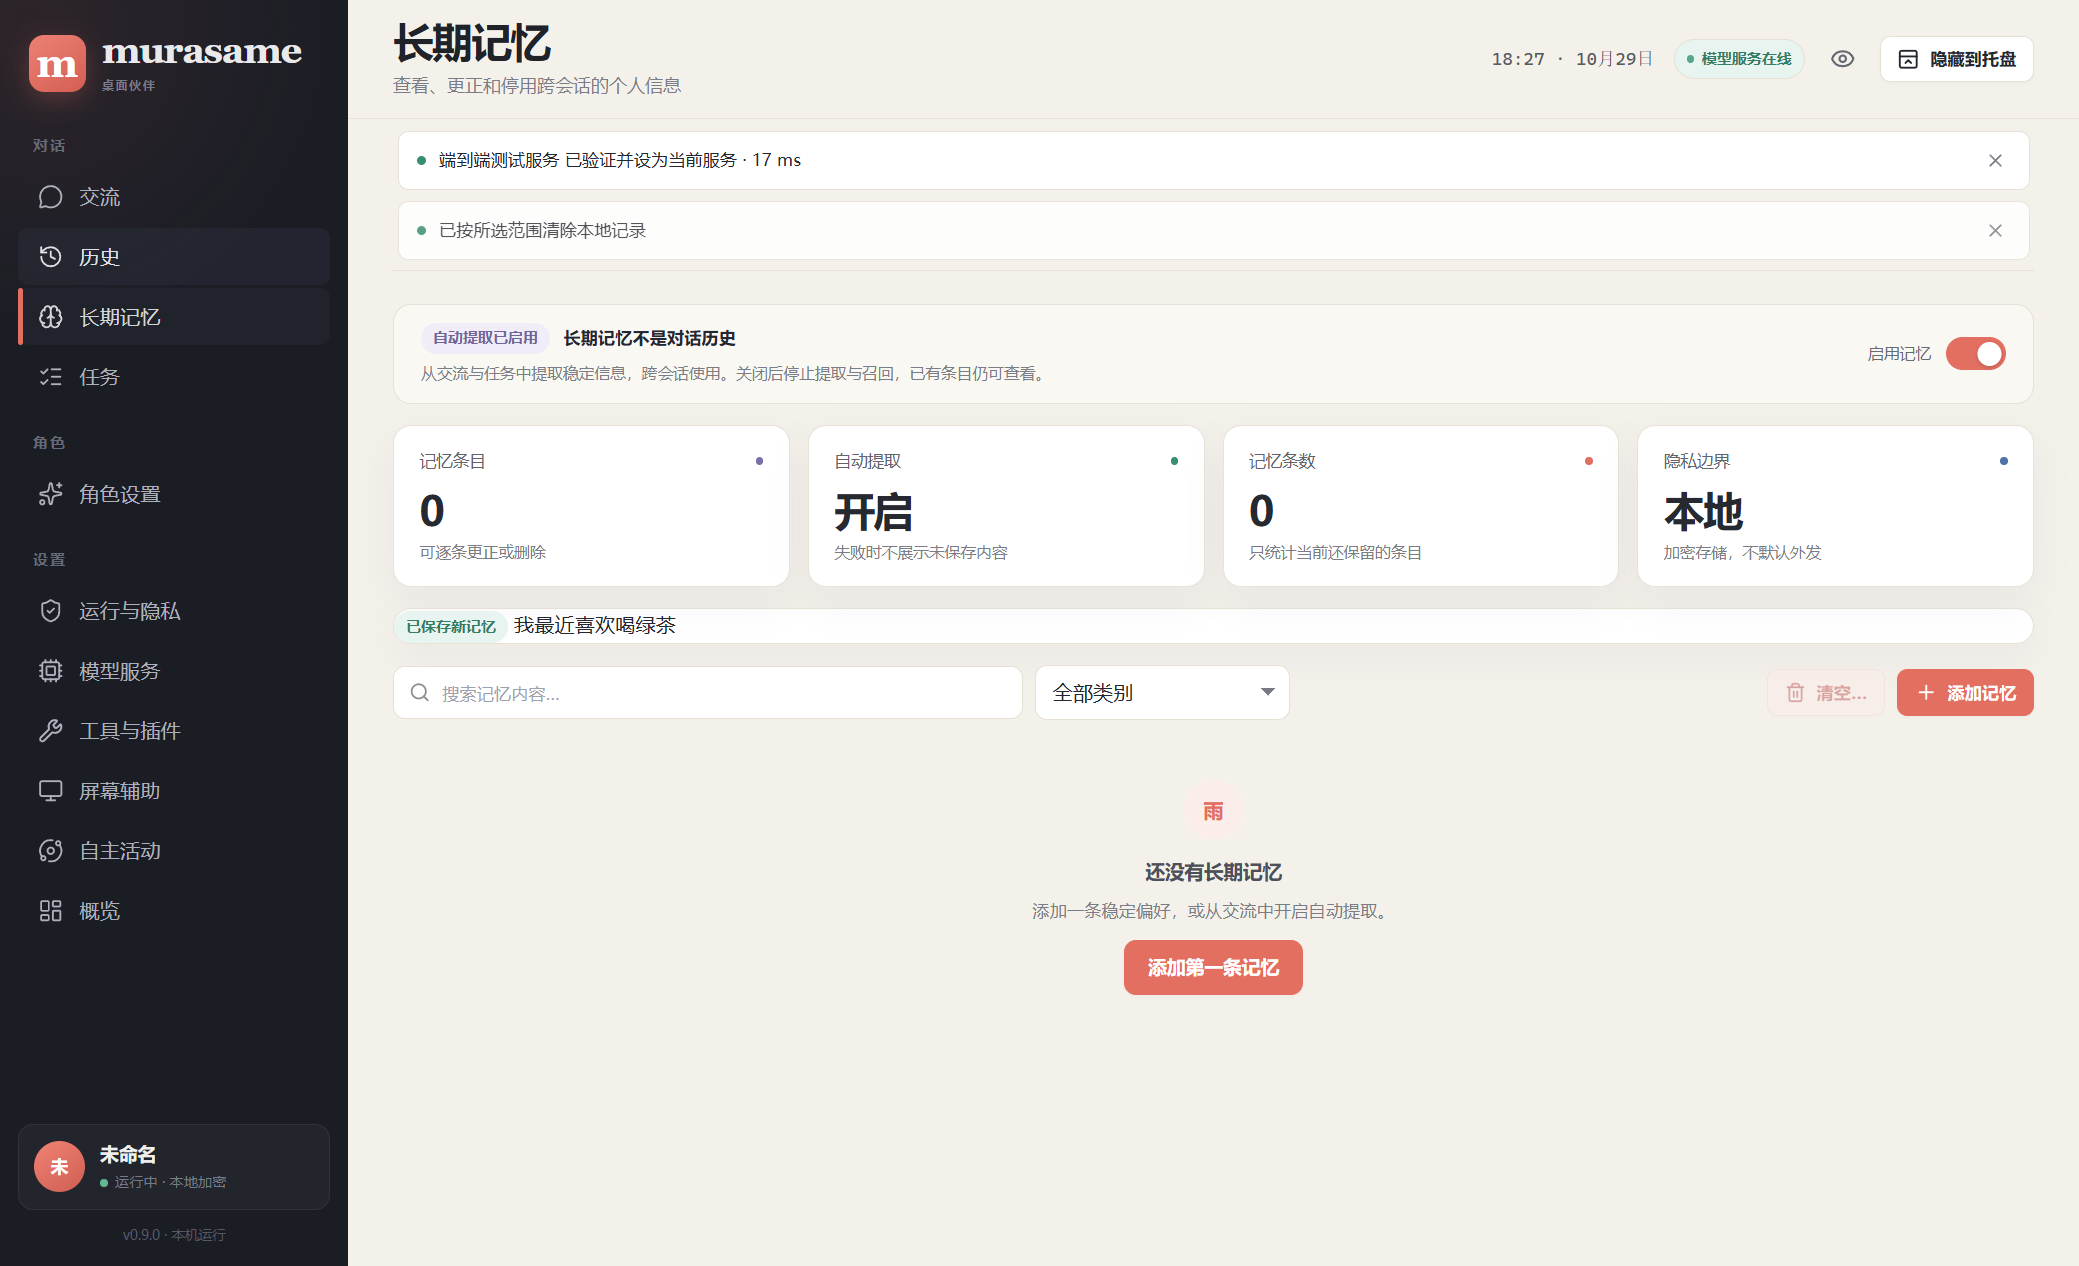 m
murasame
桌面伙伴
对话
交流
历史
长期记忆
任务
角色
角色设置
设置
运行与隐私
模型服务
工具与插件
屏幕辅助
自主活动
概览
未
未命名
运行中 · 本地加密
v0.9.0 · 本机运行
长期记忆
查看、更正和停用跨会话的个人信息
18:27 · 10月29日
模型服务在线
隐藏到托盘
端到端测试服务 已验证并设为当前服务 · 17 ms
已按所选范围清除本地记录
自动提取已启用 长期记忆不是对话历史
从交流与任务中提取稳定信息，跨会话使用。关闭后停止提取与召回，已有条目仍可查看。
启用记忆
记忆条目
0
可逐条更正或删除
自动提取
开启
失败时不展示未保存内容
记忆条数
0
只统计当前还保留的条目
隐私边界
本地
加密存储，不默认外发
已保存新记忆 我最近喜欢喝绿茶
搜索记忆内容...
全部类别
清空...
添加记忆
雨
还没有长期记忆
添加一条稳定偏好，或从交流中开启自动提取。
添加第一条记忆